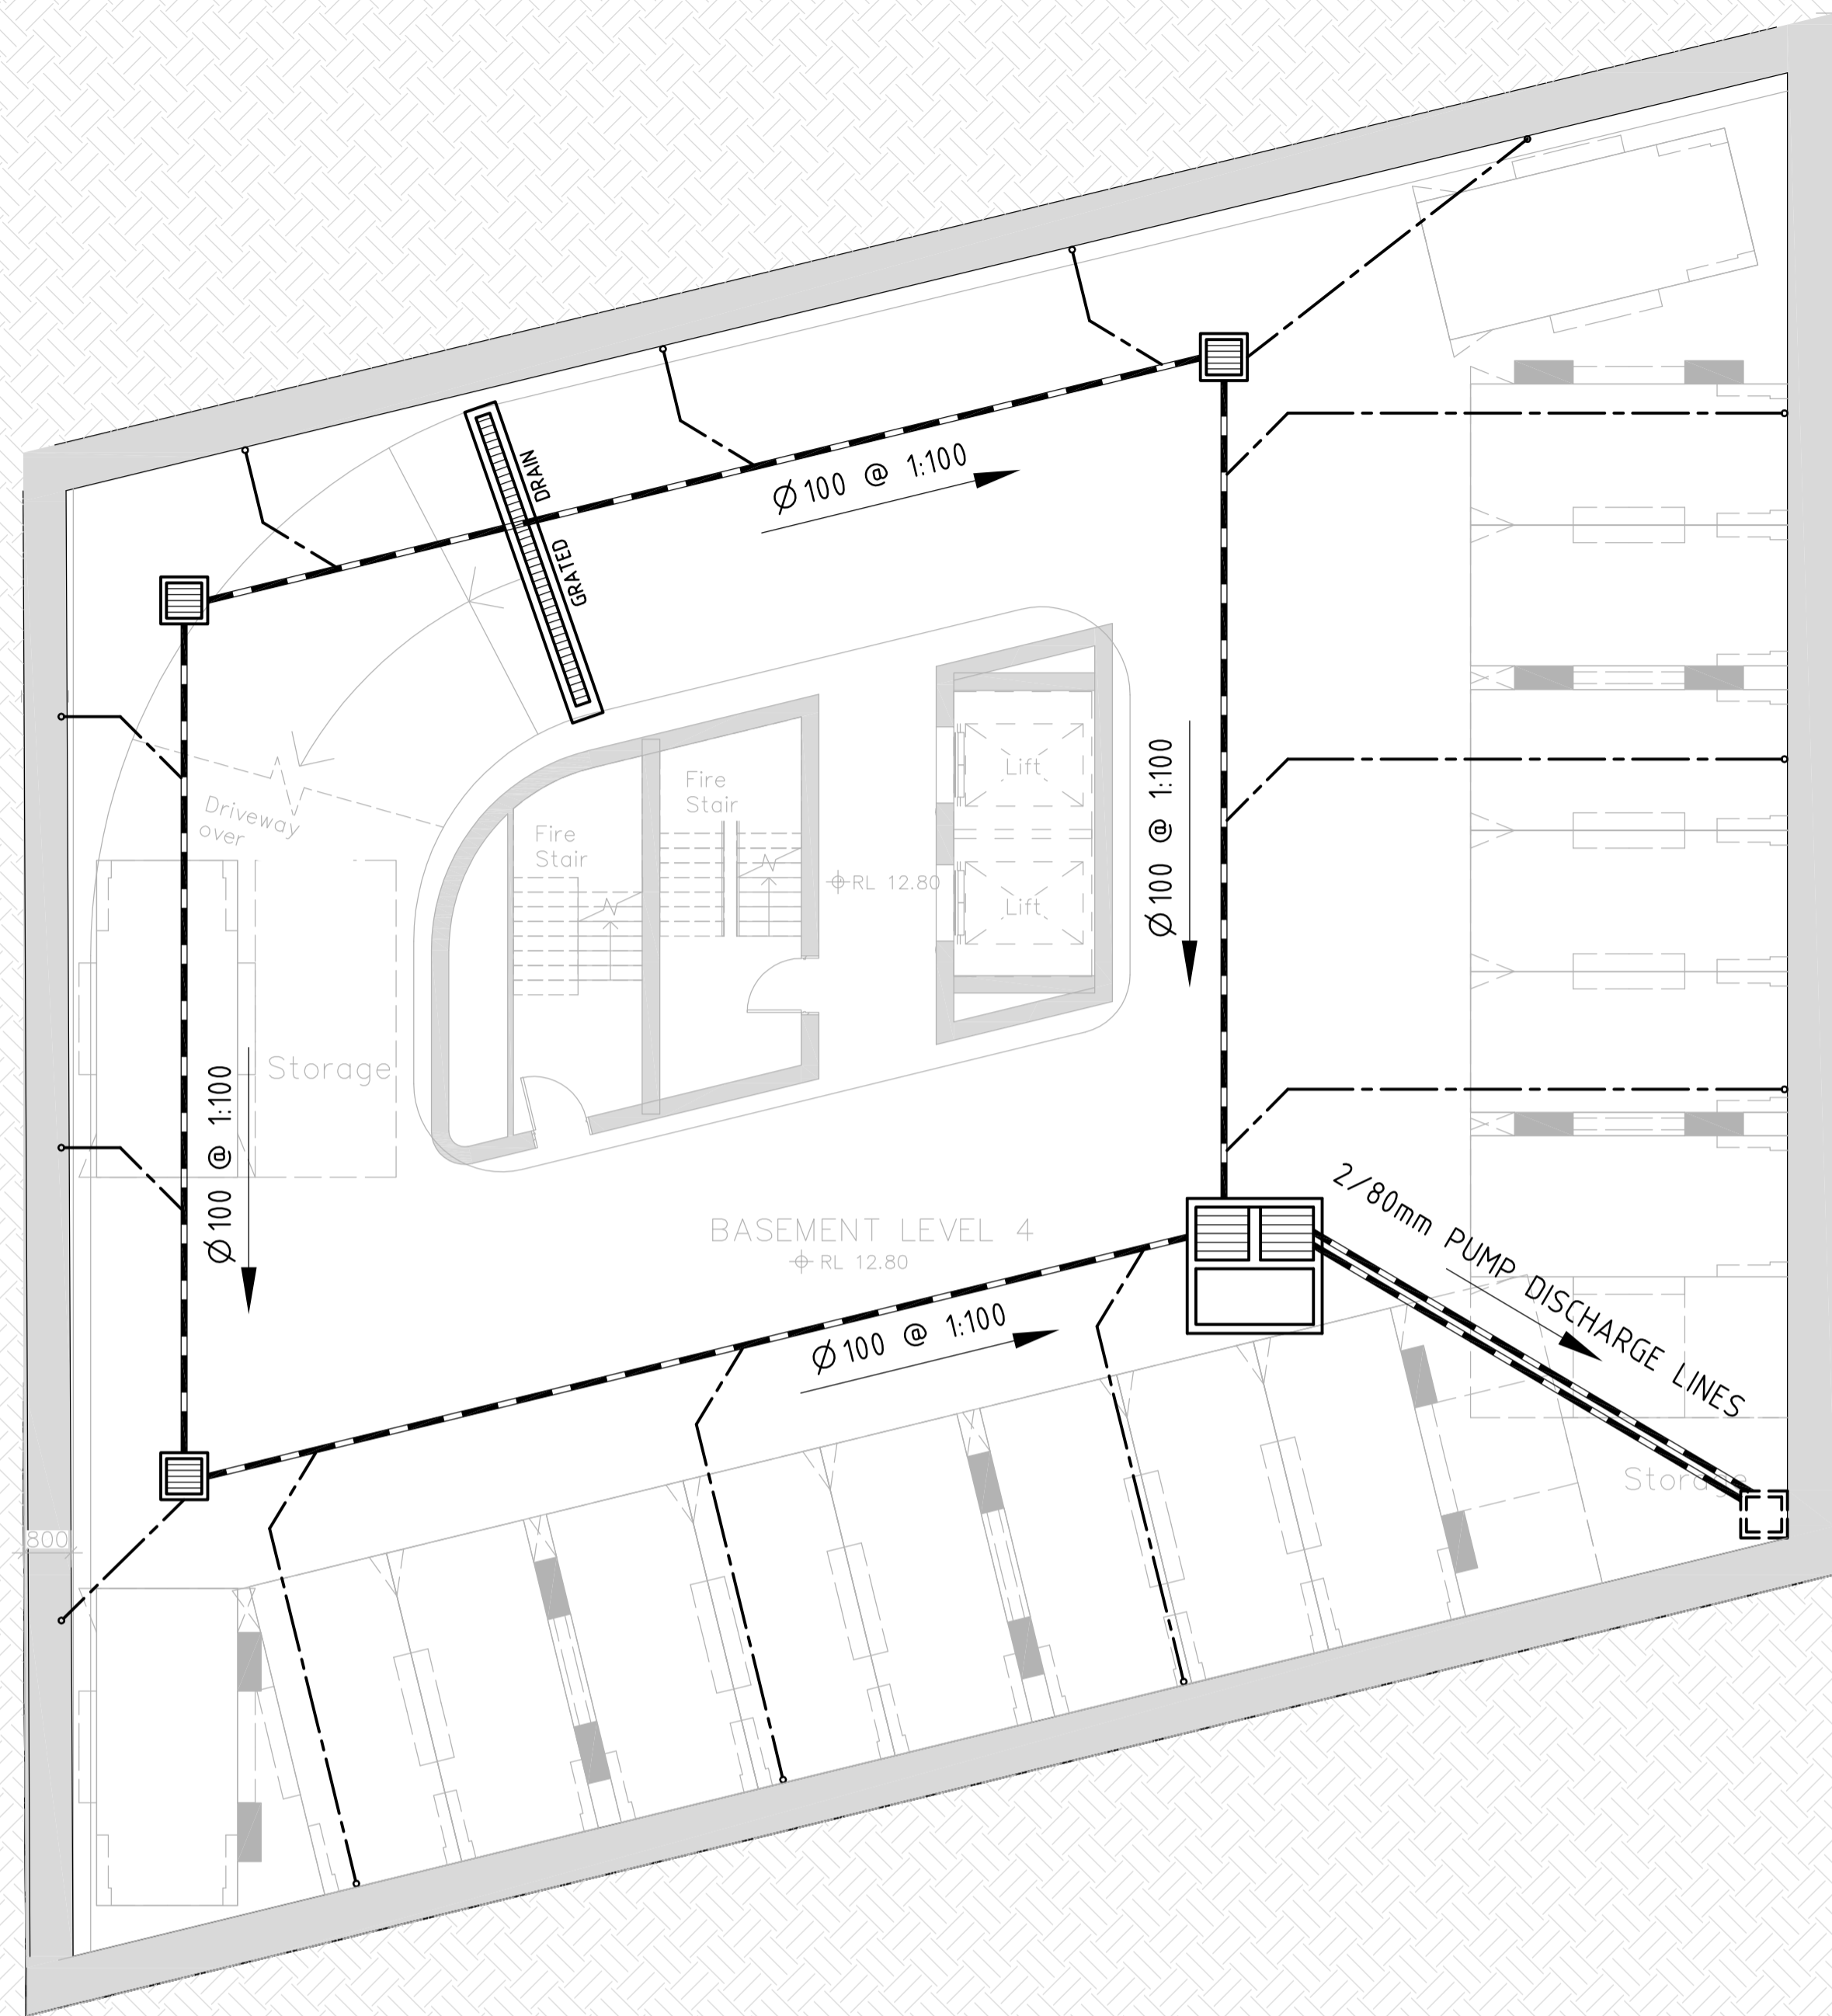 DRAIN
GRATED
Ø100 @ 1:100
Driveway
over
Fire
Stair
Fire
Stair
Lift
Lift
RL 12.80
Ø100 @ 1:100
Storage
Ø100 @ 1:100
BASEMENT LEVEL 4
RL 12.80
Ø100 @ 1:100
2/80mm PUMP DISCHARGE LINES
Storage
800